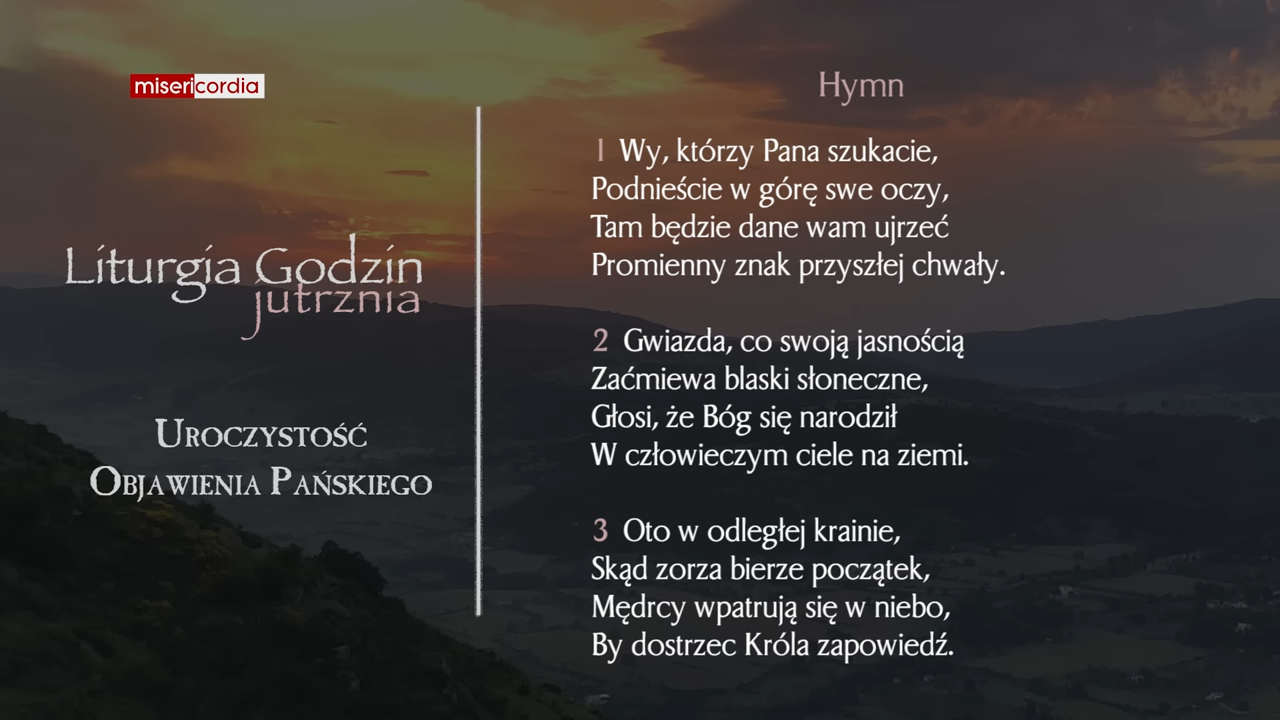 misericordia
Liturgia Godzin
jutrznia
Uroczystość
Objawienia Pańskiego
Hymn
1 Wy, którzy Pana szukacie,
Podnieście w górę swe oczy,
Tam będzie dane wam ujrzeć
Promienny znak przyszłej chwały.
2 Gwiazda, co swoją jasnością
Zaćmiewa blaski słoneczne,
Głosi, że Bóg się narodził
W człowieczym ciele na ziemi.
3 Oto w odległej krainie,
Skąd zorza bierze początek,
Mędrcy wpatrują się w niebo,
By dostrzec Króla zapowiedź.